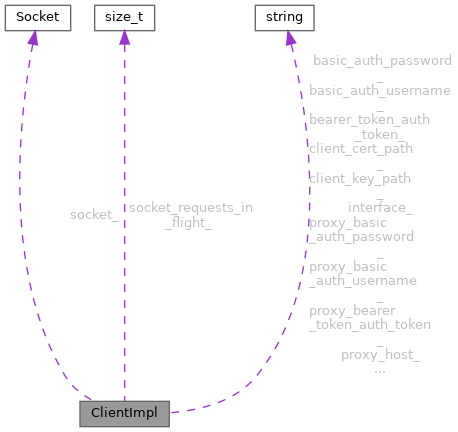 Socket
size_t
string
basic_auth_password
_
basic_auth_username
_
bearer_token_auth
_token_
client_cert_path
_
client_key_path
_
interface_
proxy_basic
_auth_password
_
proxy_basic
_auth_username
_
proxy_bearer
_token_auth_token
_
proxy_host_
...
socket_requests_in
_flight_
socket_
ClientImpl